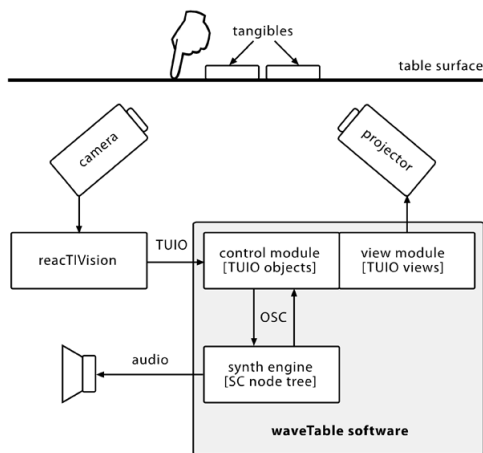 tangibles
table surface
camera
projector
TUIO
reacTIVision
control module
[TUIO objects]
view module
[TUIO views]
OSC
audio
synth engine
[SC node tree]
waveTable software